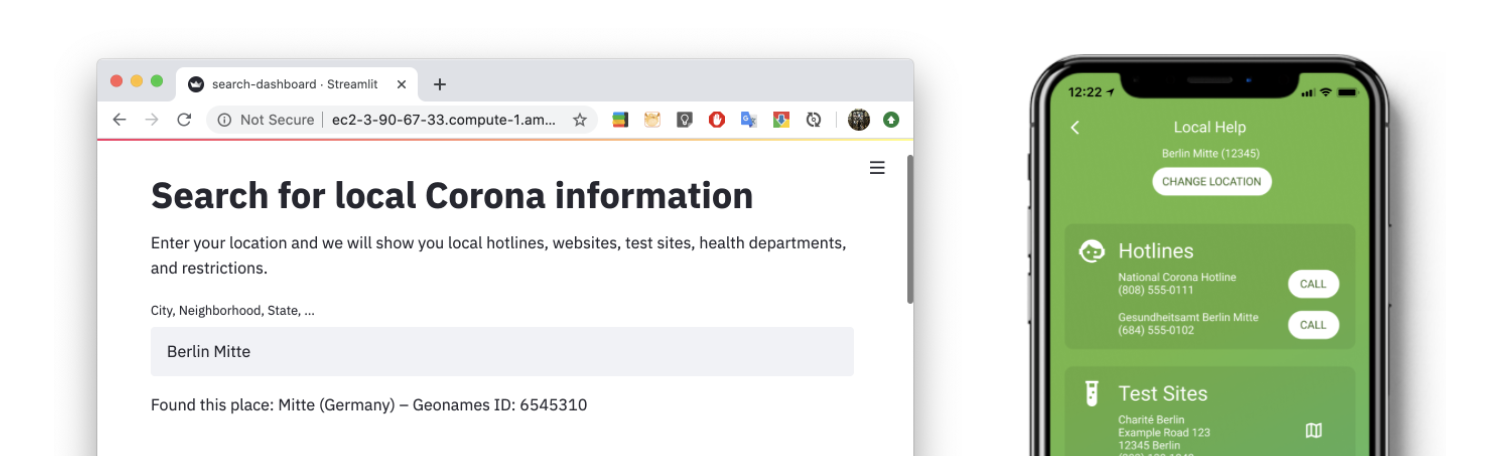 search-dashboard · Streamlit
Not Secure | ec2-3-90-67-33.compute-1.am...
Search for local Corona information
Enter your location and we will show you local hotlines, websites, test sites, health departments,
and restrictions.
City, Neighborhood, State, ...
Berlin Mitte
Found this place: Mitte (Germany) – Geonames ID: 6545310
12:22
Local Help
Berlin Mitte (12345)
CHANGE LOCATION
Hotlines
National Corona Hotline
(808) 555-0111
CALL
Gesundheitsamt Berlin Mitte
(684) 555-0102
CALL
Test Sites
Charité Berlin
Example Road 123
12345 Berlin